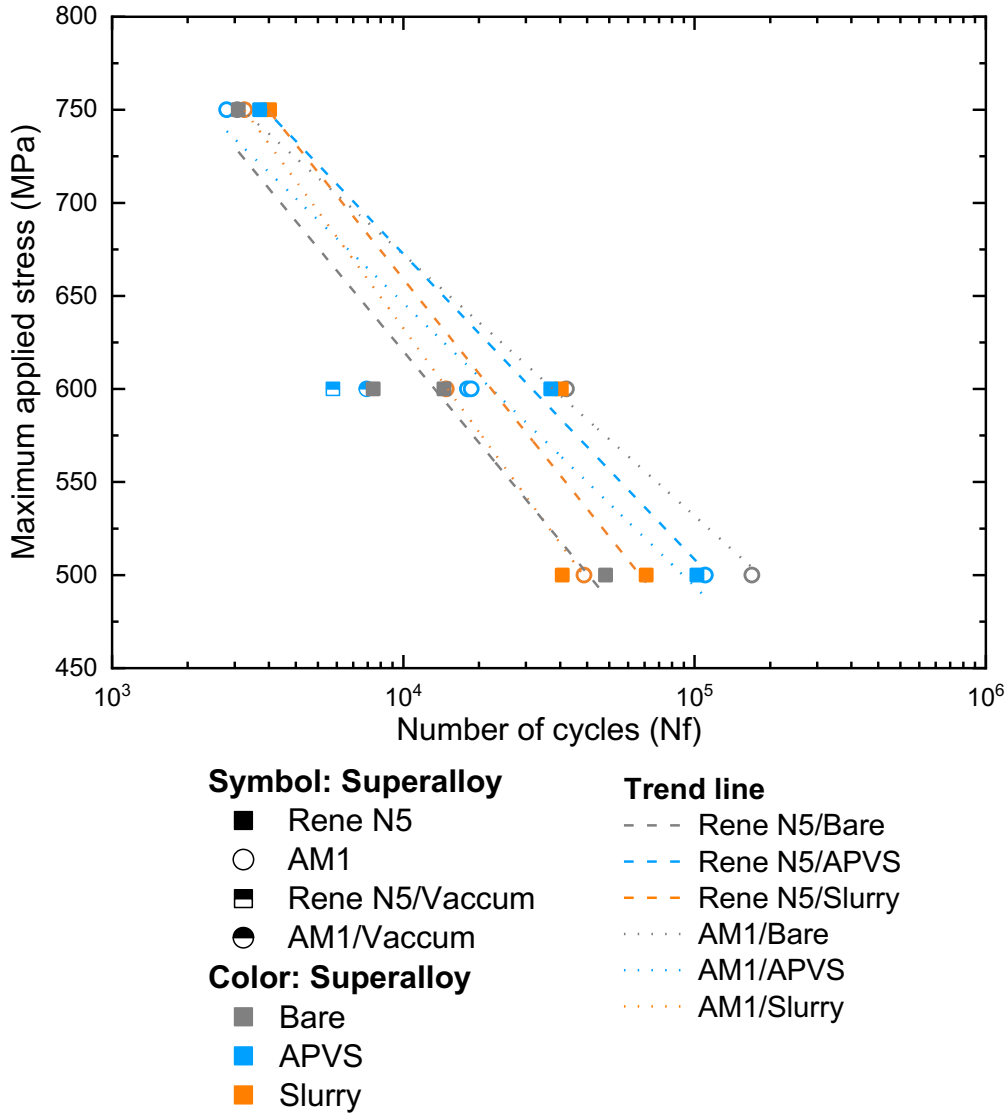 800
750
700
650
600
550
500
450
Maximum applied stress (MPa)
10³ 10⁴ 10⁵ 10⁶
Number of cycles (Nf)
Symbol: Superalloy
Rene N5
AM1
Rene N5/Vaccum
AM1/Vaccum
Color: Superalloy
Bare
APVS
Slurry
Trend line
Rene N5/Bare
Rene N5/APVS
Rene N5/Slurry
AM1/Bare
AM1/APVS
AM1/Slurry